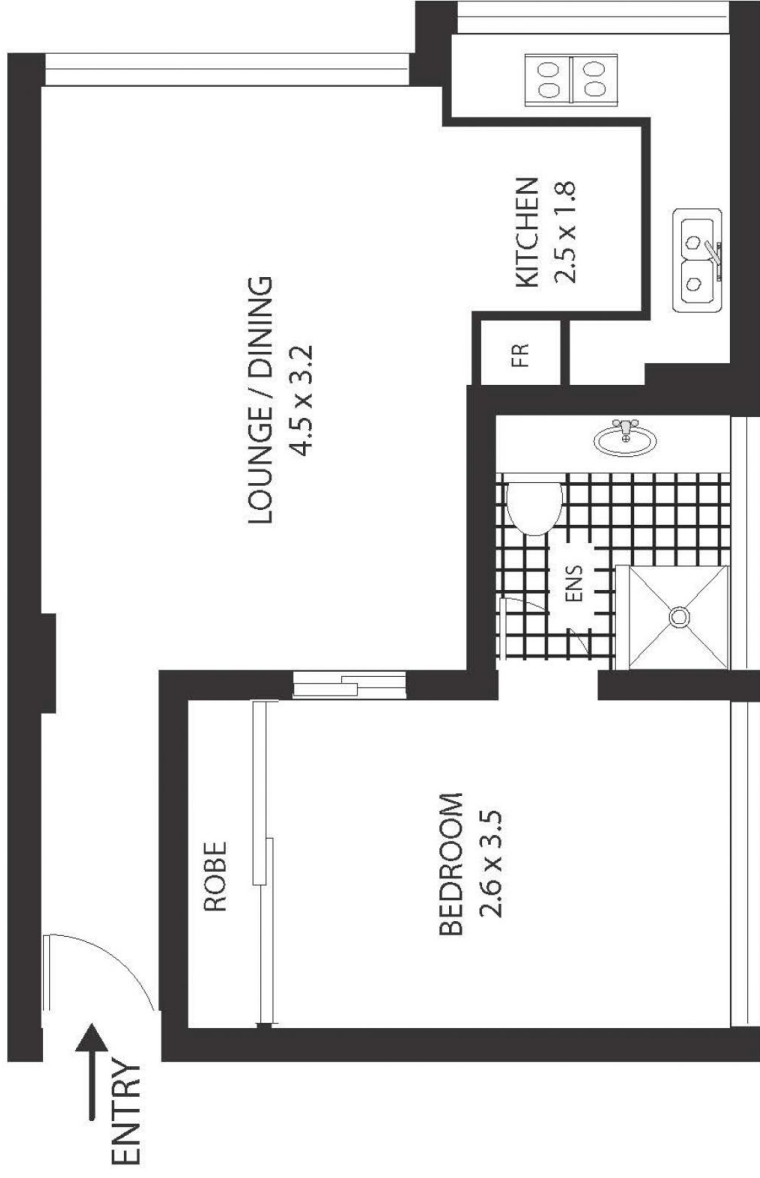 ENTRY
ROBE
BEDROOM
2.6 x 3.5
LOUNGE / DINING
4.5 x 3.2
ENS
FR
KITCHEN
2.5 x 1.8